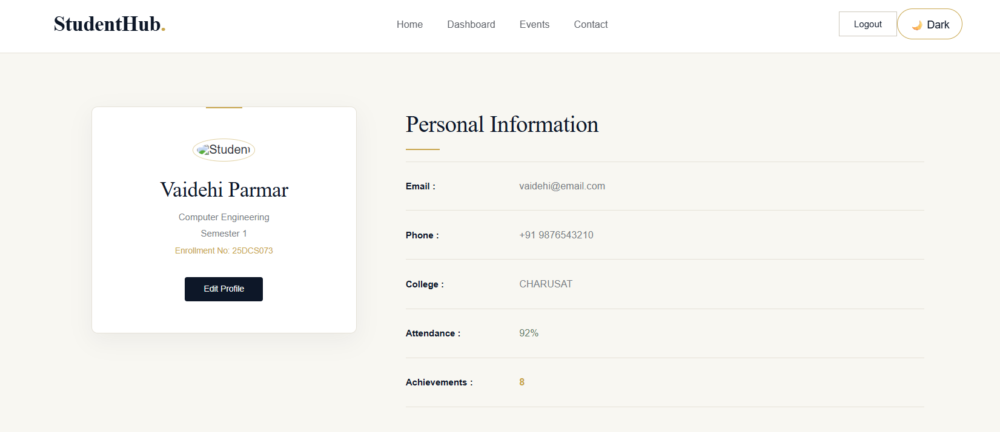 StudentHub.
Home Dashboard Events Contact
Logout 🌙 Dark
Studen
Vaidehi Parmar
Computer Engineering
Semester 1
Enrollment No: 25DCS073
Edit Profile
Personal Information
Email : vaidehi@email.com
Phone : +91 9876543210
College : CHARUSAT
Attendance : 92%
Achievements : 8